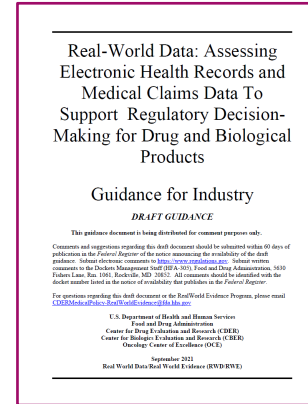 Real-World Data: Assessing
Electronic Health Records and
Medical Claims Data To
Support Regulatory Decision-
Making for Drug and Biological
Products
Guidance for Industry
DRAFT GUIDANCE
This guidance document is being distributed for comment purposes only.
Comments and suggestions regarding this draft document should be submitted within 60 days of
publication in the Federal Register of the notice announcing the availability of the draft
guidance. Submit electronic comments to https://www.regulations.gov. Submit written
comments to the Dockets Management Staff (HFA-305), Food and Drug Administration, 5630
Fishers Lane, Rm. 1061, Rockville, MD 20852. All comments should be identified with the
docket number listed in the notice of availability that publishes in the Federal Register.
For questions regarding this draft document or the RealWorld Evidence Program, please email
CDERMedicalPolicy-RealWorldEvidence@fda.hhs.gov
U.S. Department of Health and Human Services
Food and Drug Administration
Center for Drug Evaluation and Research (CDER)
Center for Biologics Evaluation and Research (CBER)
Oncology Center of Excellence (OCE)
September 2021
Real World Data/Real World Evidence (RWD/RWE)